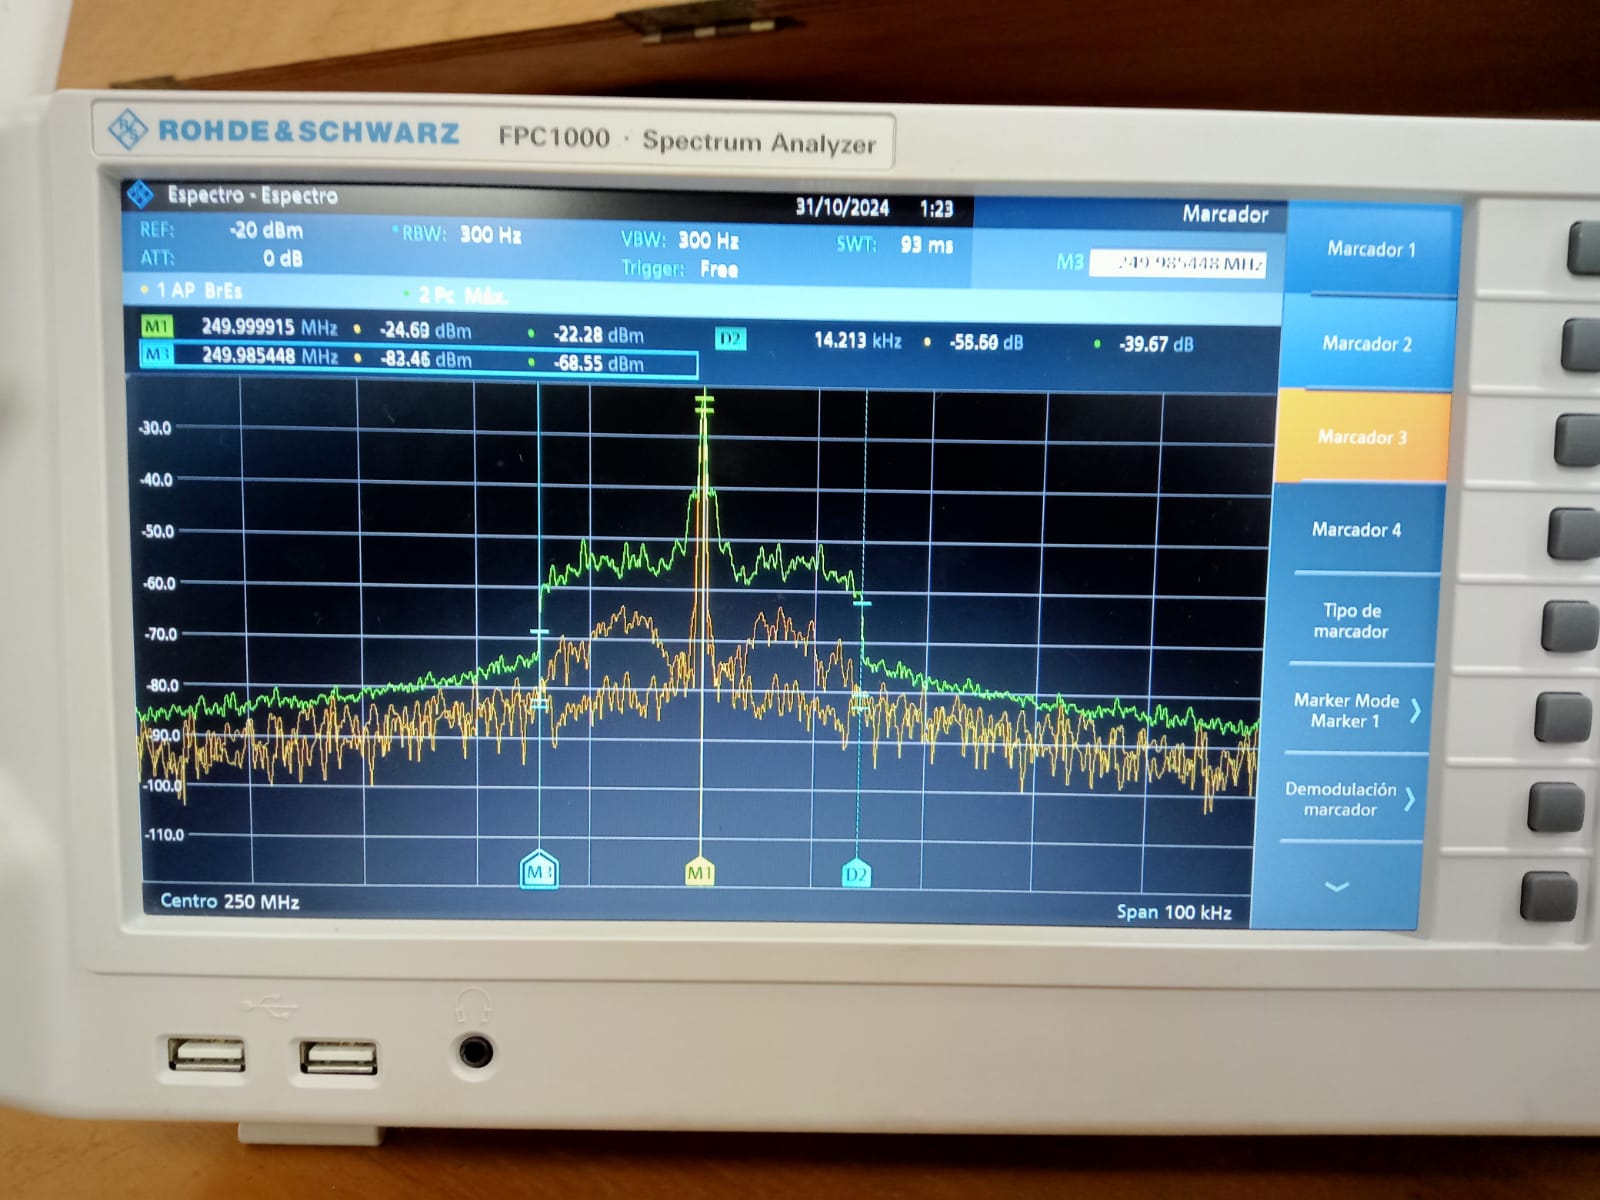 ROHDE&SCHWARZ FPC1000 · Spectrum Analyzer
Espectro - Espectro 31/10/2024 1:23 Marcador
REF: -20 dBm *RBW: 300 Hz VBW: 300 Hz SWT: 93 ms
ATT: 0 dB Trigger: Free M3 249.985448 MHz
1 AP BrEs 2 Pc Máx.
M1 249.999915 MHz -24.69 dBm -22.28 dBm D2 14.213 kHz dB -39.67 dB
M3 249.985448 MHz -83.46 dBm -68.55 dBm
-30.0
-40.0
-50.0
-60.0
-70.0
-80.0
-90.0
-100.0
-110.0
M3 M1 D2
Centro 250 MHz Span 100 kHz
Marcador 1
Marcador 2
Marcador 3
Marcador 4
Tipo de
marcador
Marker Mode
Marker 1
Demodulación
marcador